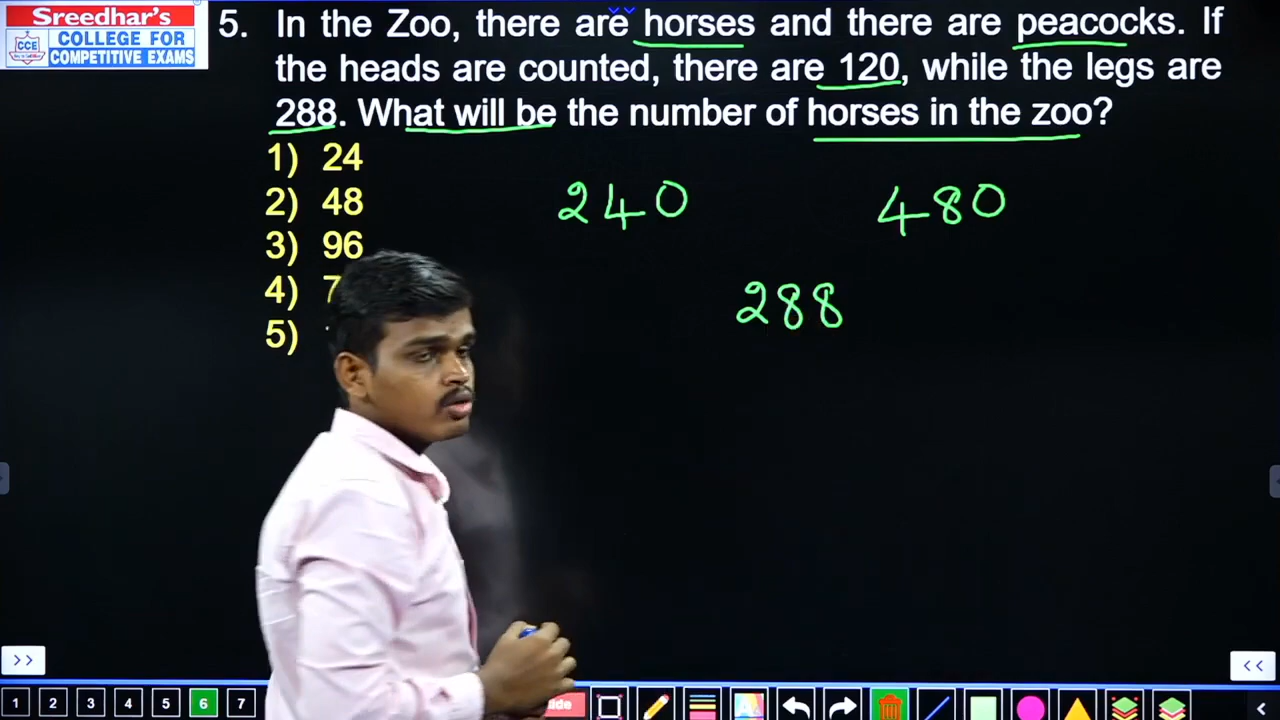 Sreedhar's
CCE
COLLEGE FOR
COMPETITIVE EXAMS
5. In the Zoo, there are horses and there are peacocks. If
the heads are counted, there are 120, while the legs are
288. What will be the number of horses in the zoo?
1) 24
2) 48
3) 96
4) 7
5)
240 480
288
>> <<
1 2 3 4 5 6 7